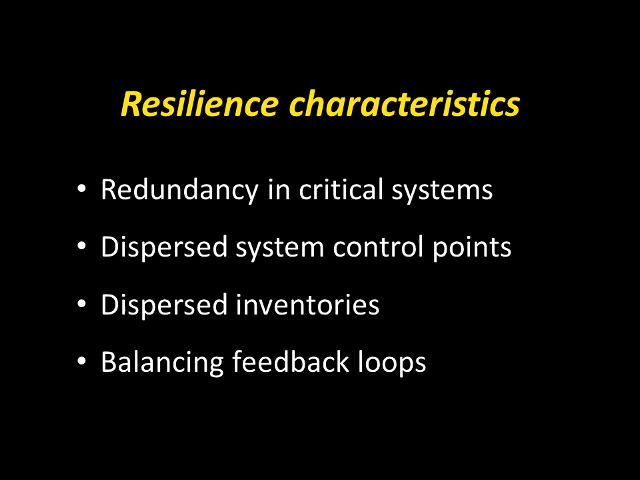 Resilience characteristics
• Redundancy in critical systems
• Dispersed system control points
• Dispersed inventories
• Balancing feedback loops